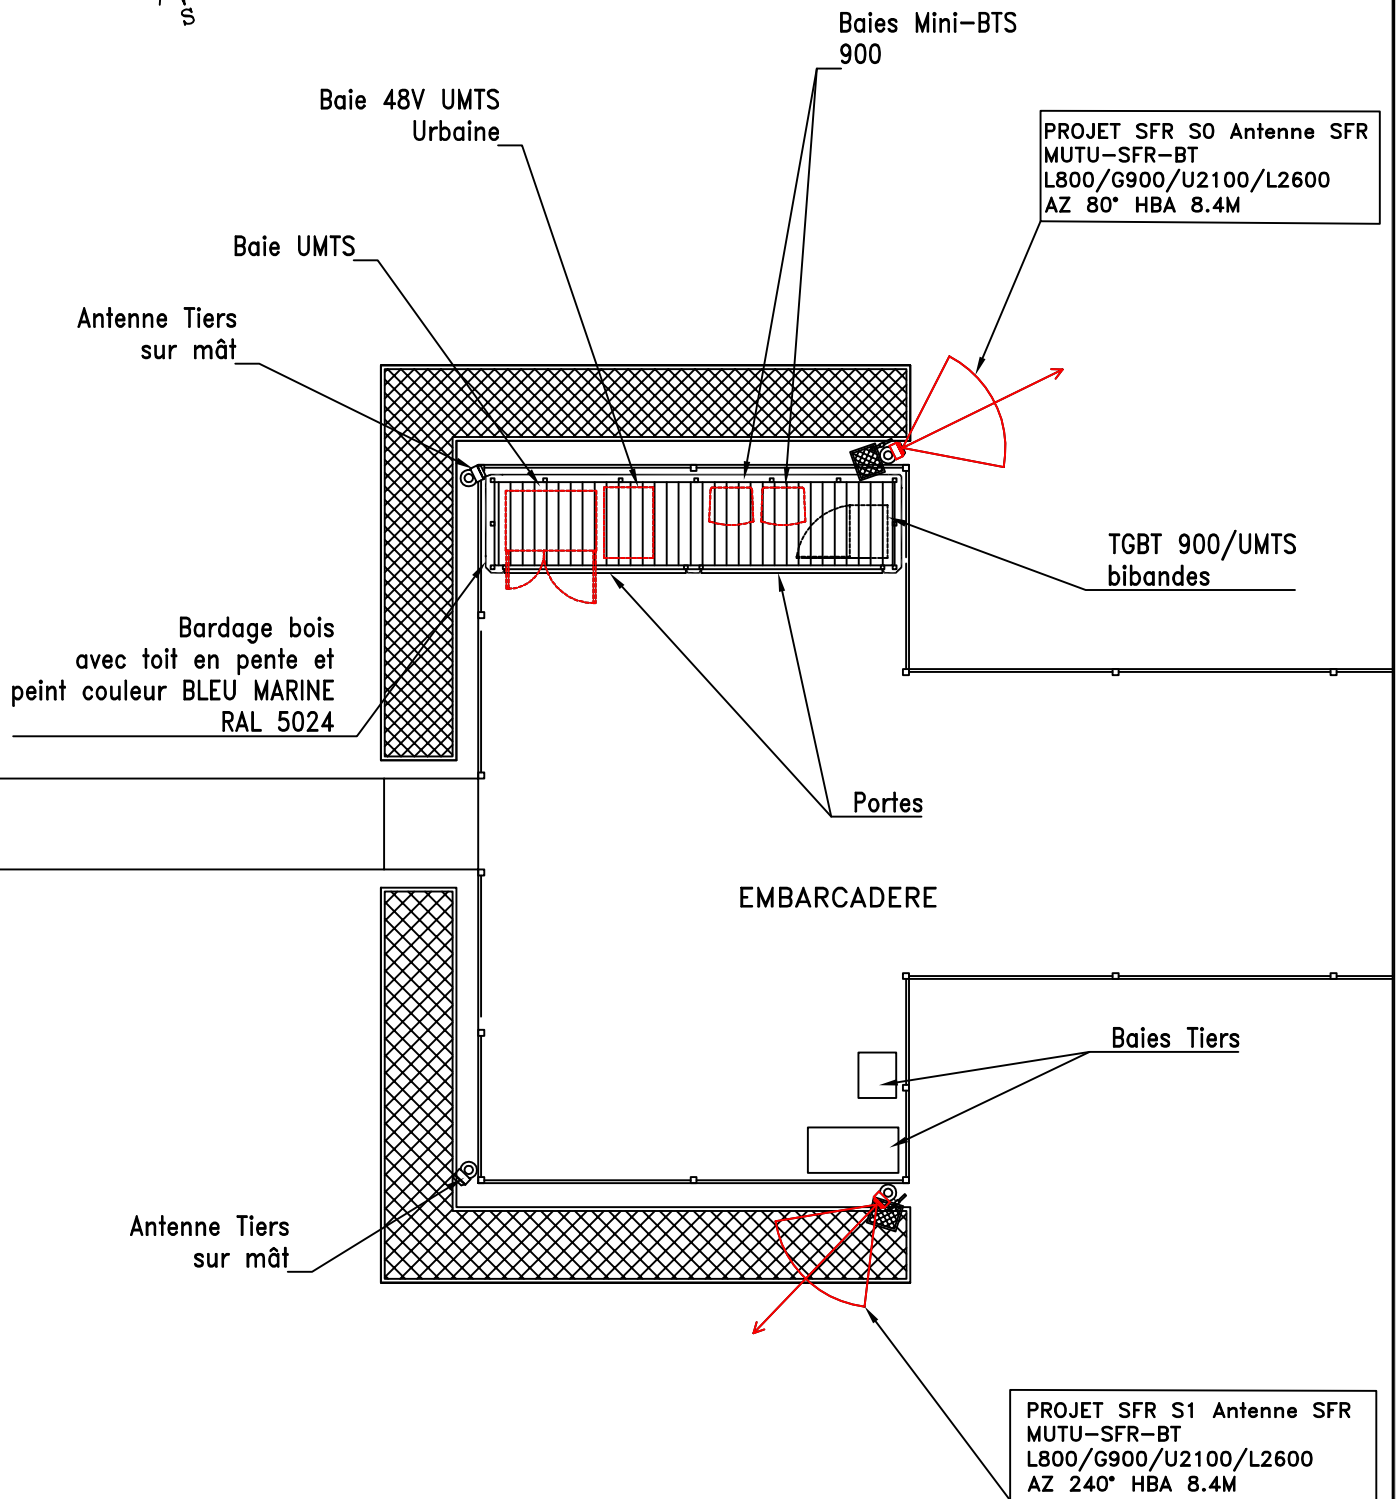 S
Baies Mini-BTS
900
Baie 48V UMTS
Urbaine
PROJET SFR S0 Antenne SFR
MUTU-SFR-BT
L800/G900/U2100/L2600
AZ 80° HBA 8.4M
Baie UMTS
Antenne Tiers
sur mât
TGBT 900/UMTS
bibandes
Bardage bois
avec toit en pente et
peint couleur BLEU MARINE
RAL 5024
Portes
EMBARCADERE
Baies Tiers
Antenne Tiers
sur mât
PROJET SFR S1 Antenne SFR
MUTU-SFR-BT
L800/G900/U2100/L2600
AZ 240° HBA 8.4M